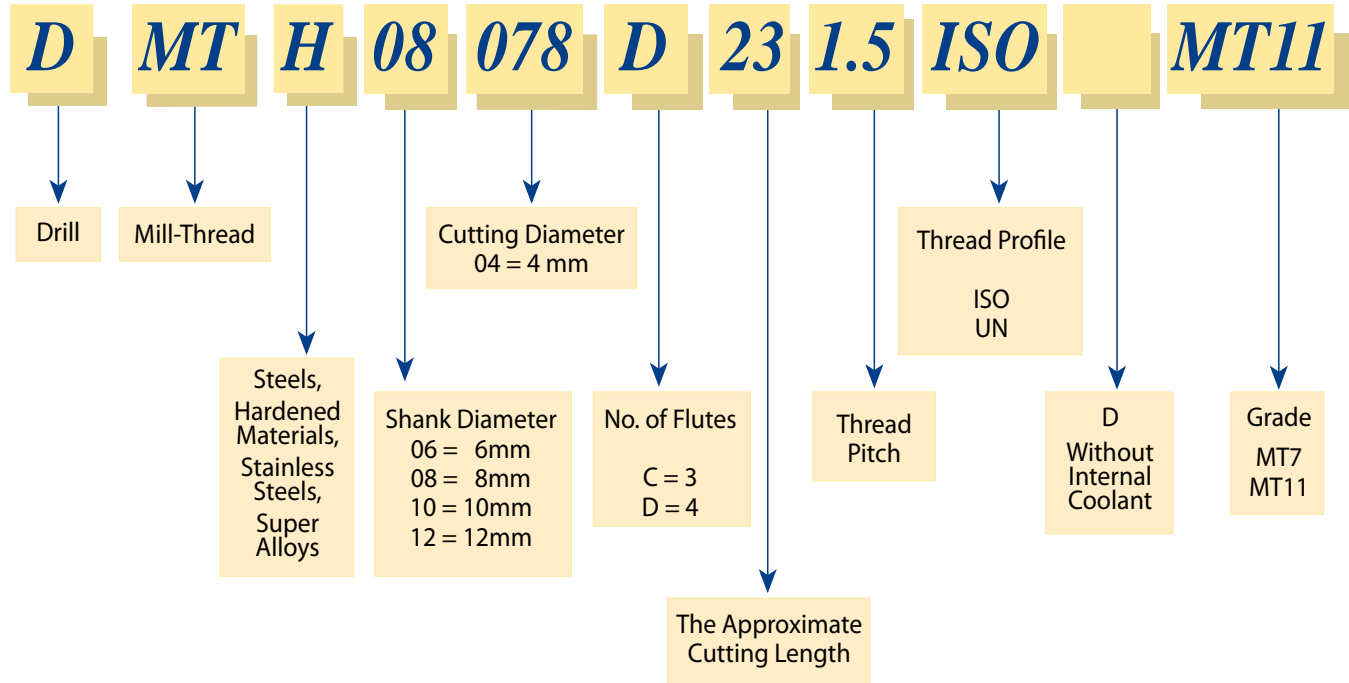 D MT H 08 078 D 23 1.5 ISO MT11
Drill
Mill-Thread
Steels,
Hardened
Materials,
Stainless
Steels,
Super
Alloys
Shank Diameter
06 = 6mm
08 = 8mm
10 = 10mm
12 = 12mm
Cutting Diameter
04 = 4 mm
No. of Flutes
C = 3
D = 4
The Approximate
Cutting Length
Thread
Pitch
Thread Profile
ISO
UN
D
Without
Internal
Coolant
Grade
MT7
MT11